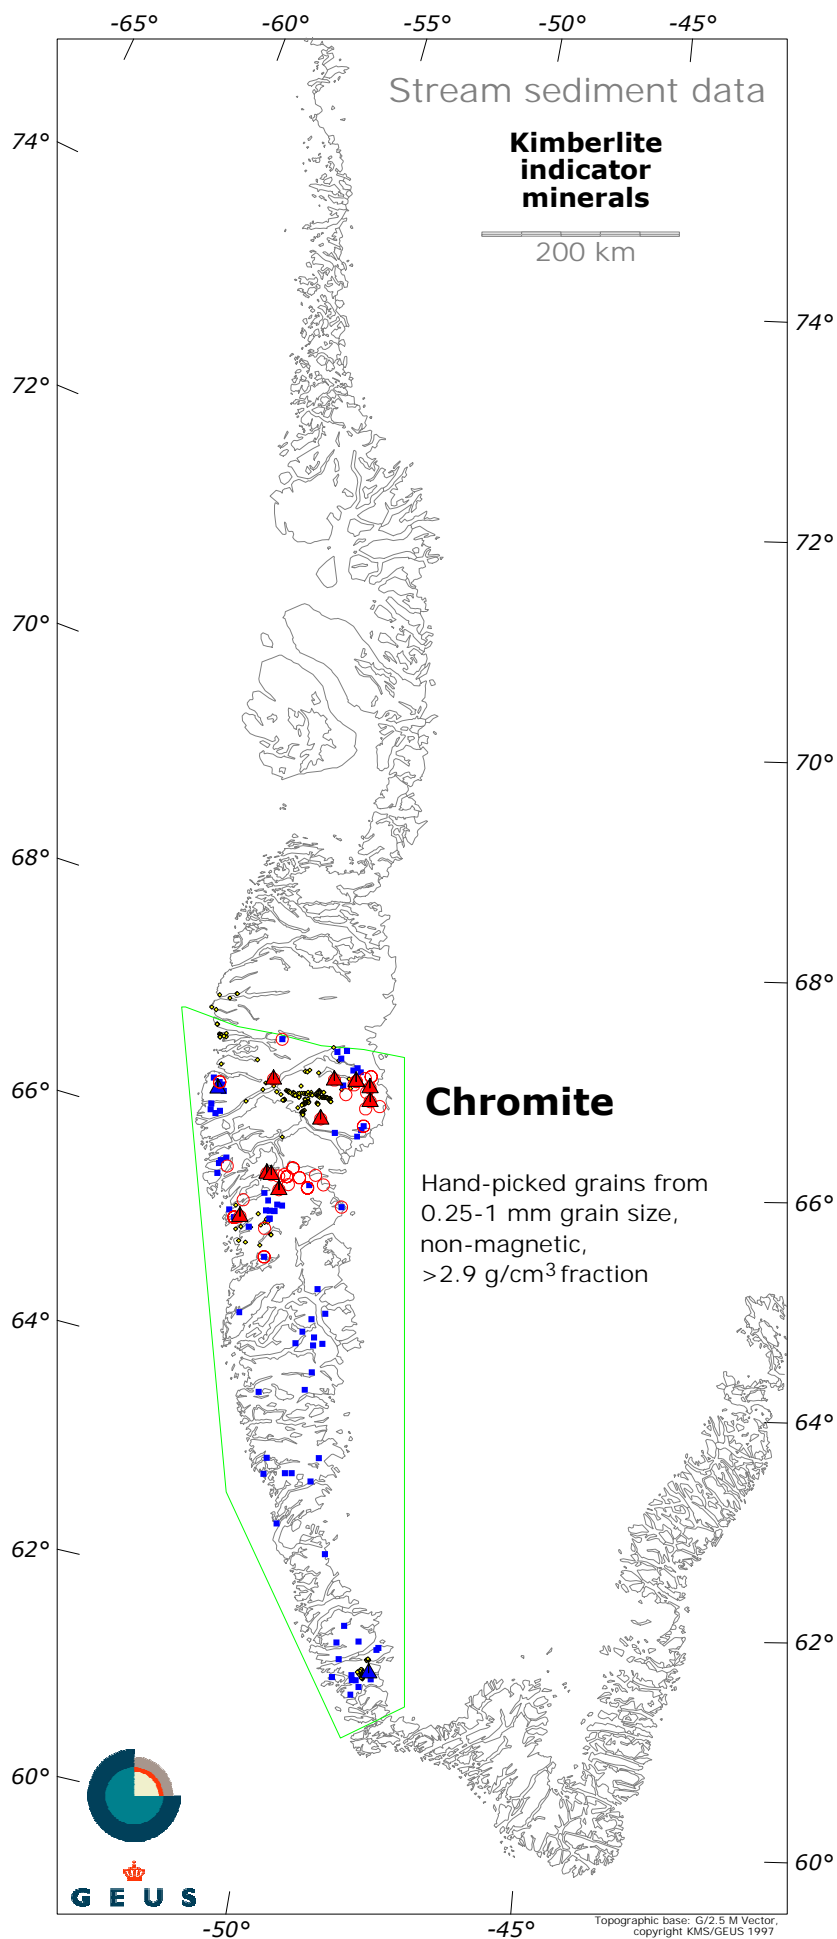 -65° -60° -55° -50° -45°
Stream sediment data
Kimberlite
indicator
minerals
200 km
74°
74°
72°
72°
70°
70°
68°
68°
66°
Chromite
Hand-picked grains from
0.25-1 mm grain size,
non-magnetic,
>2.9 g/cm³ fraction
66°
64°
64°
62°
62°
60°
60°
G E U S
-50° -45°
Topographic base: G/2.5 M Vector,
copyright KMS/GEUS 1997